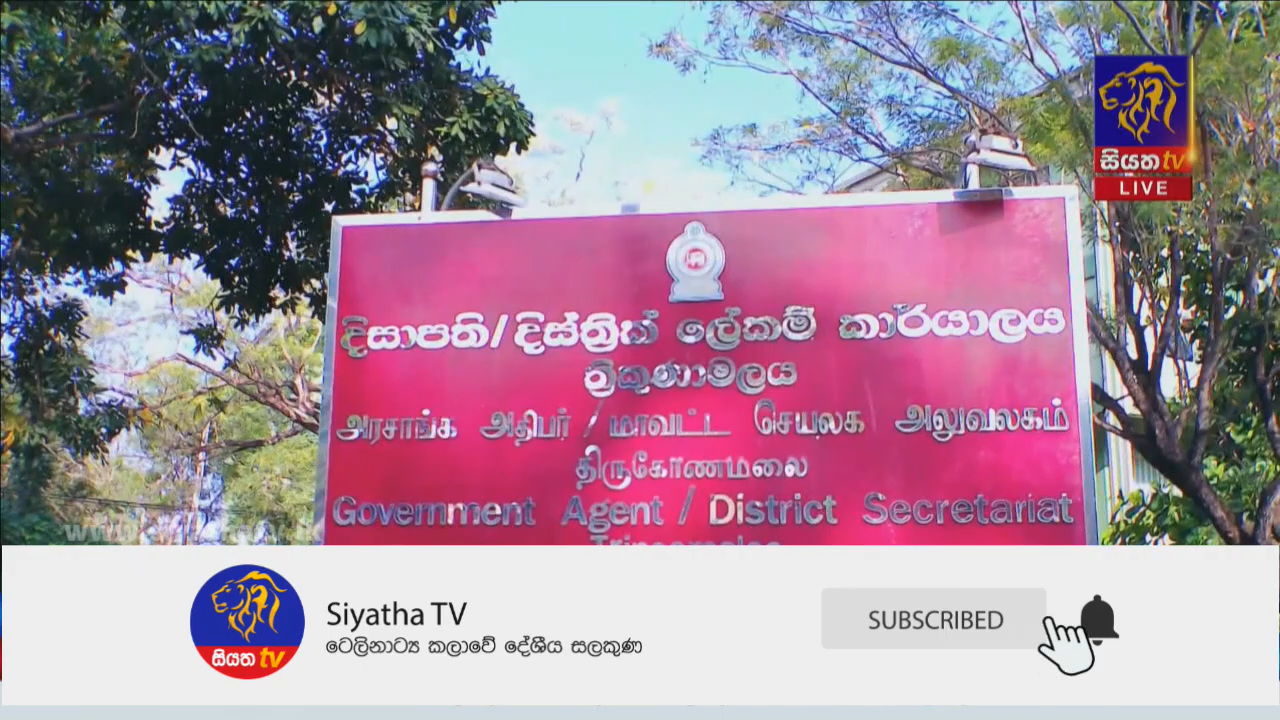 සියත tv
LIVE
දිසාපති/දිස්ත්‍රික් ලේකම් කාර්යාලය
ත්‍රිකුණාමලය
அரசாங்க அதிபர் / மாவட்ட செயலக அலுவலகம்
திருகோணமலை
Government Agent / District Secretariat
Siyatha TV
ටෙලිනාට්‍ය කලාවේ දේශීය සලකුණ
සියත tv
SUBSCRIBED